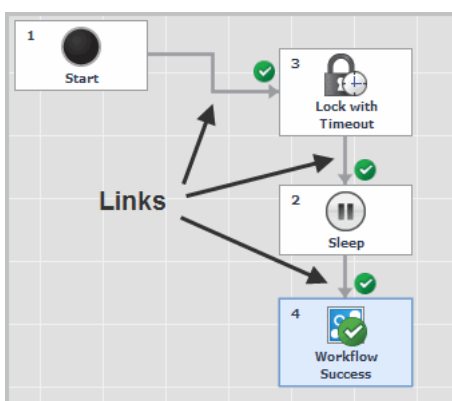 1
Start
3
Lock with
Timeout
Links
2
Sleep
4
Workflow
Success